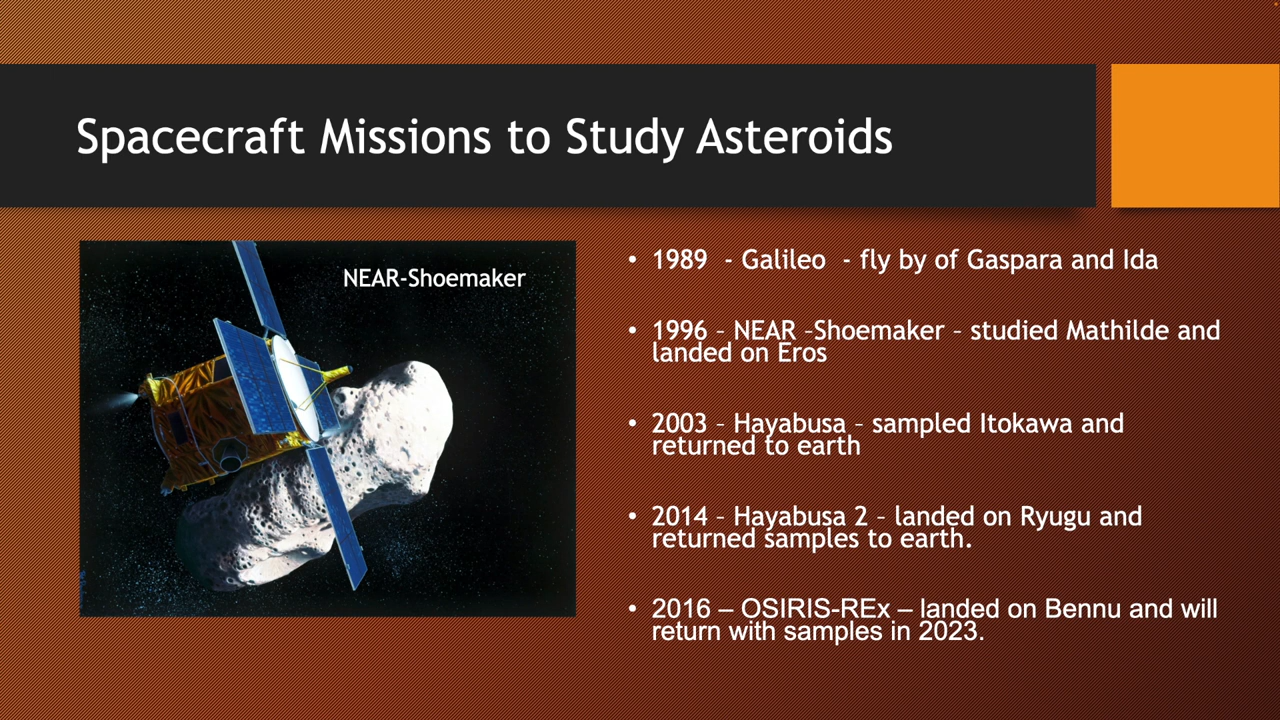 Spacecraft Missions to Study Asteroids
NEAR-Shoemaker
• 1989 - Galileo - fly by of Gaspara and Ida
• 1996 – NEAR –Shoemaker – studied Mathilde and
landed on Eros
• 2003 – Hayabusa – sampled Itokawa and
returned to earth
• 2014 – Hayabusa 2 – landed on Ryugu and
returned samples to earth.
• 2016 – OSIRIS-REx – landed on Bennu and will
return with samples in 2023.